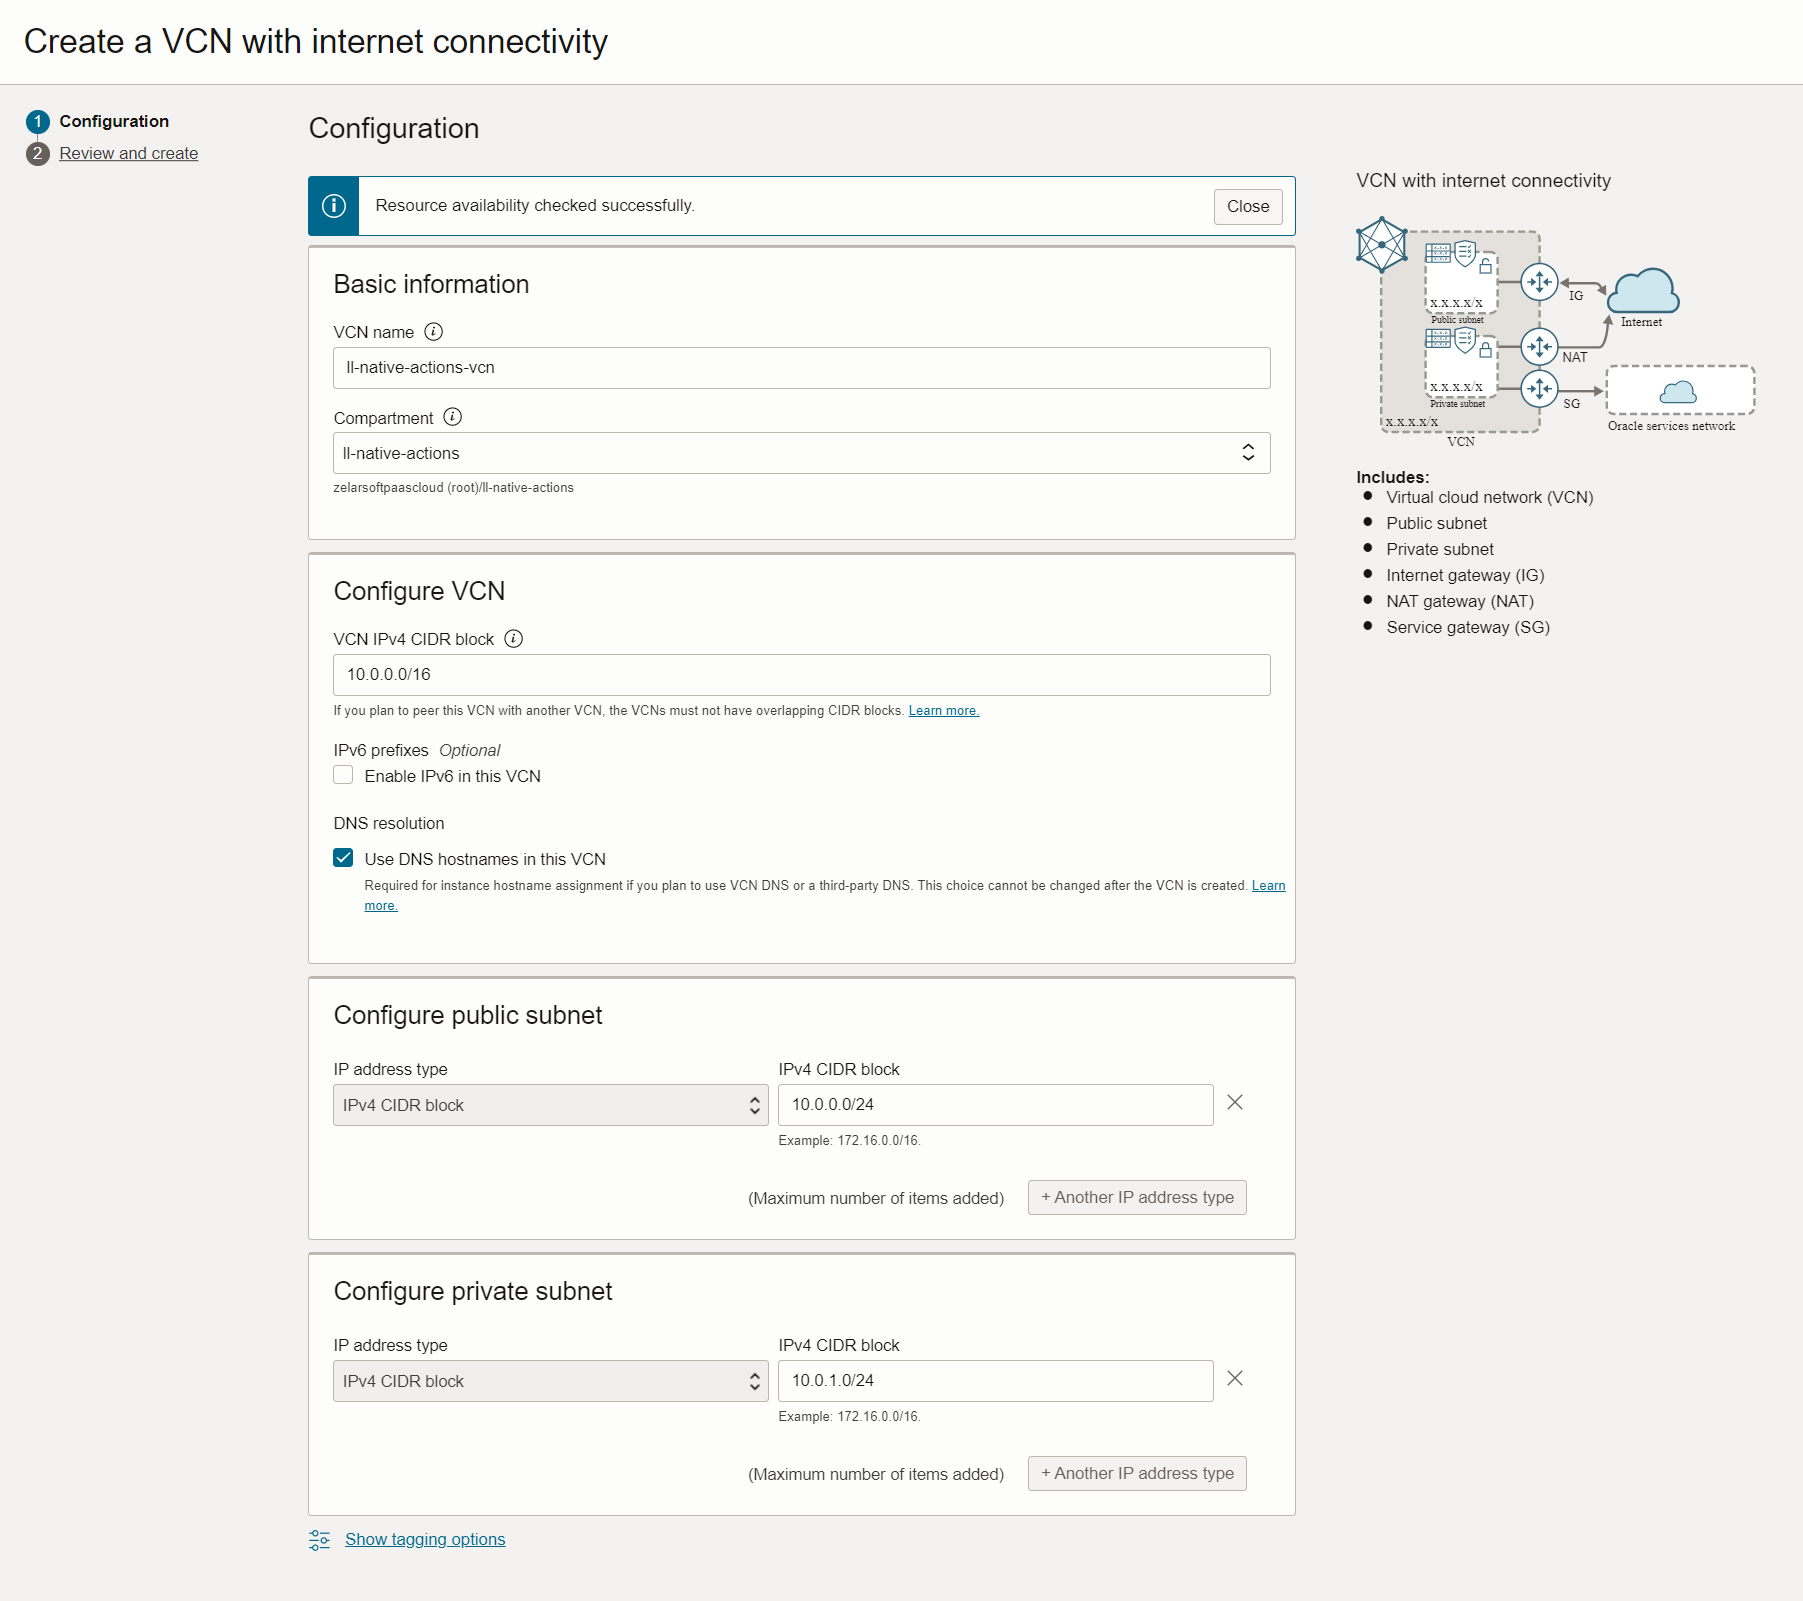 Create a VCN with internet connectivity
1 Configuration
2 Review and create
Configuration
Resource availability checked successfully.
Close
Basic information
VCN name
ll-native-actions-vcn
Compartment
ll-native-actions
zelarsoftpaascloud (root)/ll-native-actions
Configure VCN
VCN IPv4 CIDR block
10.0.0.0/16
If you plan to peer this VCN with another VCN, the VCNs must not have overlapping CIDR blocks. Learn more.
IPv6 prefixes Optional
Enable IPv6 in this VCN
DNS resolution
Use DNS hostnames in this VCN
Required for instance hostname assignment if you plan to use VCN DNS or a third-party DNS. This choice cannot be changed after the VCN is created. Learn
more.
Configure public subnet
IP address type
IPv4 CIDR block
IPv4 CIDR block
10.0.0.0/24
Example: 172.16.0.0/16.
(Maximum number of items added)
+ Another IP address type
Configure private subnet
IP address type
IPv4 CIDR block
IPv4 CIDR block
10.0.1.0/24
Example: 172.16.0.0/16.
(Maximum number of items added)
+ Another IP address type
Show tagging options
VCN with internet connectivity
x.x.x.x/x
Public subnet
IG
Internet
NAT
x.x.x.x/x
Private subnet
SG
x.x.x.x/x
VCN
Oracle services network
Includes:
Virtual cloud network (VCN)
Public subnet
Private subnet
Internet gateway (IG)
NAT gateway (NAT)
Service gateway (SG)